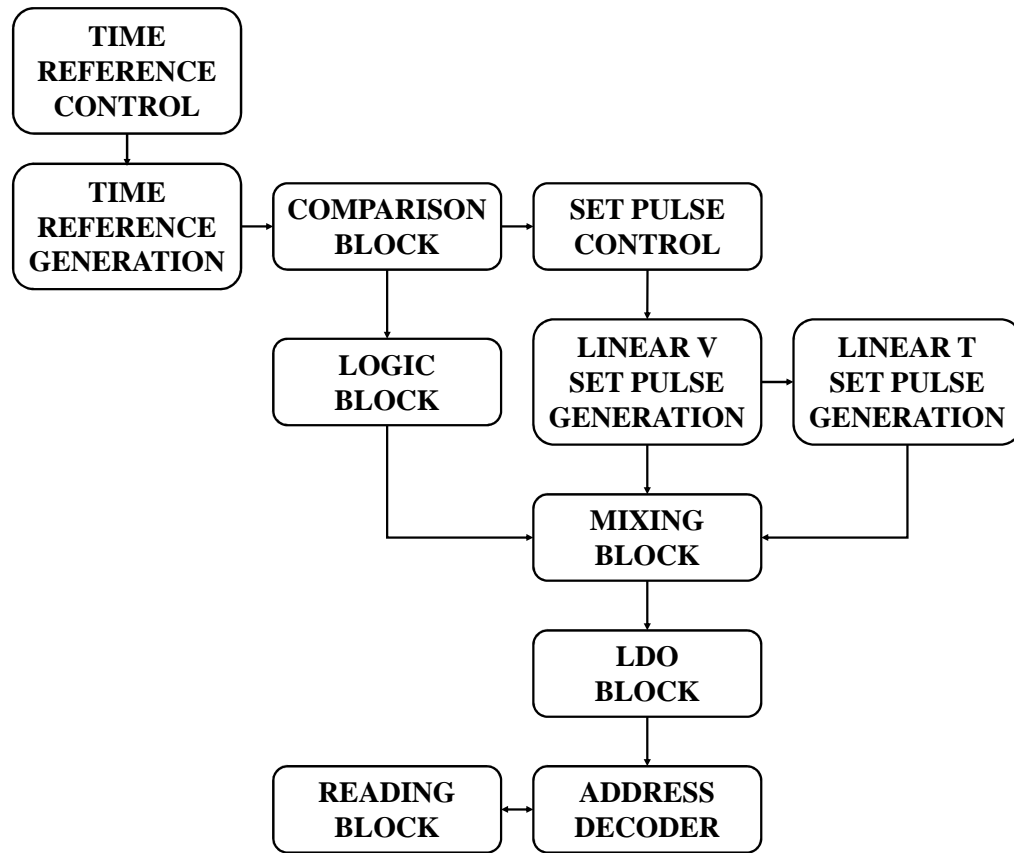 TIME
REFERENCE
CONTROL
TIME
REFERENCE
GENERATION
COMPARISON
BLOCK
SET PULSE
CONTROL
LOGIC
BLOCK
LINEAR V
SET PULSE
GENERATION
LINEAR T
SET PULSE
GENERATION
MIXING
BLOCK
LDO
BLOCK
READING
BLOCK
ADDRESS
DECODER